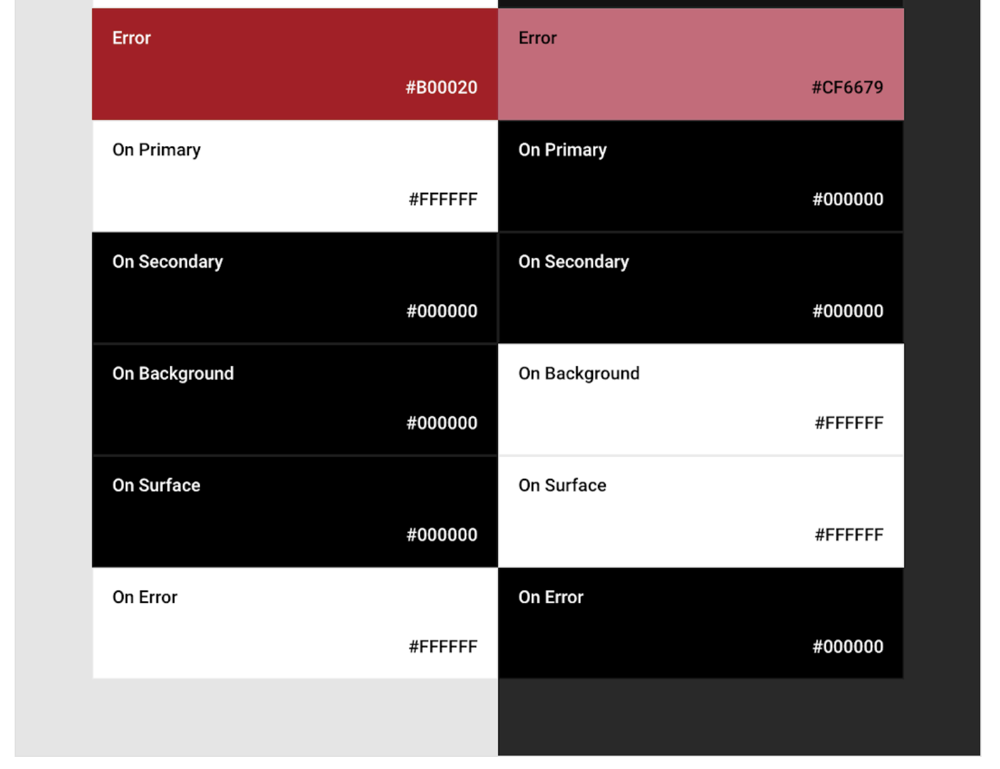 Error
#B00020
Error
#CF6679
On Primary
#FFFFFF
On Primary
#000000
On Secondary
#000000
On Secondary
#000000
On Background
#000000
On Background
#FFFFFF
On Surface
#000000
On Surface
#FFFFFF
On Error
#FFFFFF
On Error
#000000